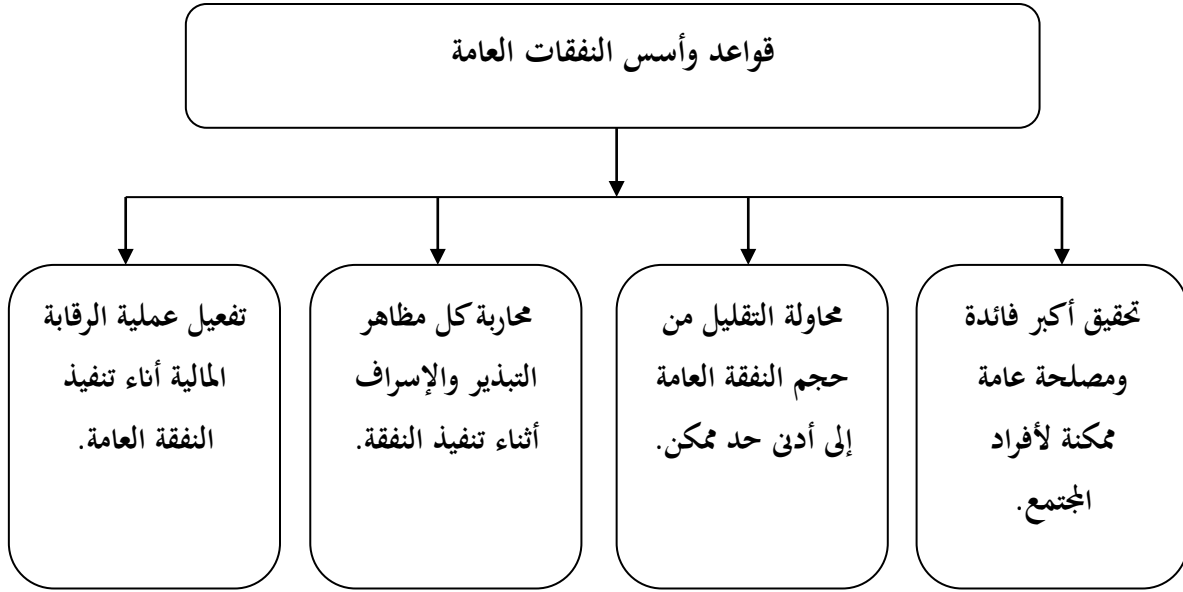 قواعد وأسس النفقات العامة
تحقيق أكبر فائدة
ومصلحة عامة
ممكنة لأفراد
المجتمع.
محاولة التقليل من
حجم النفقة العامة
إلى أدنى حد ممكن.
محاربة كل مظاهر
التبذير والإسراف
أثناء تنفيذ النفقة.
تفعيل عملية الرقابة
المالية أناء تنفيذ
النفقة العامة.